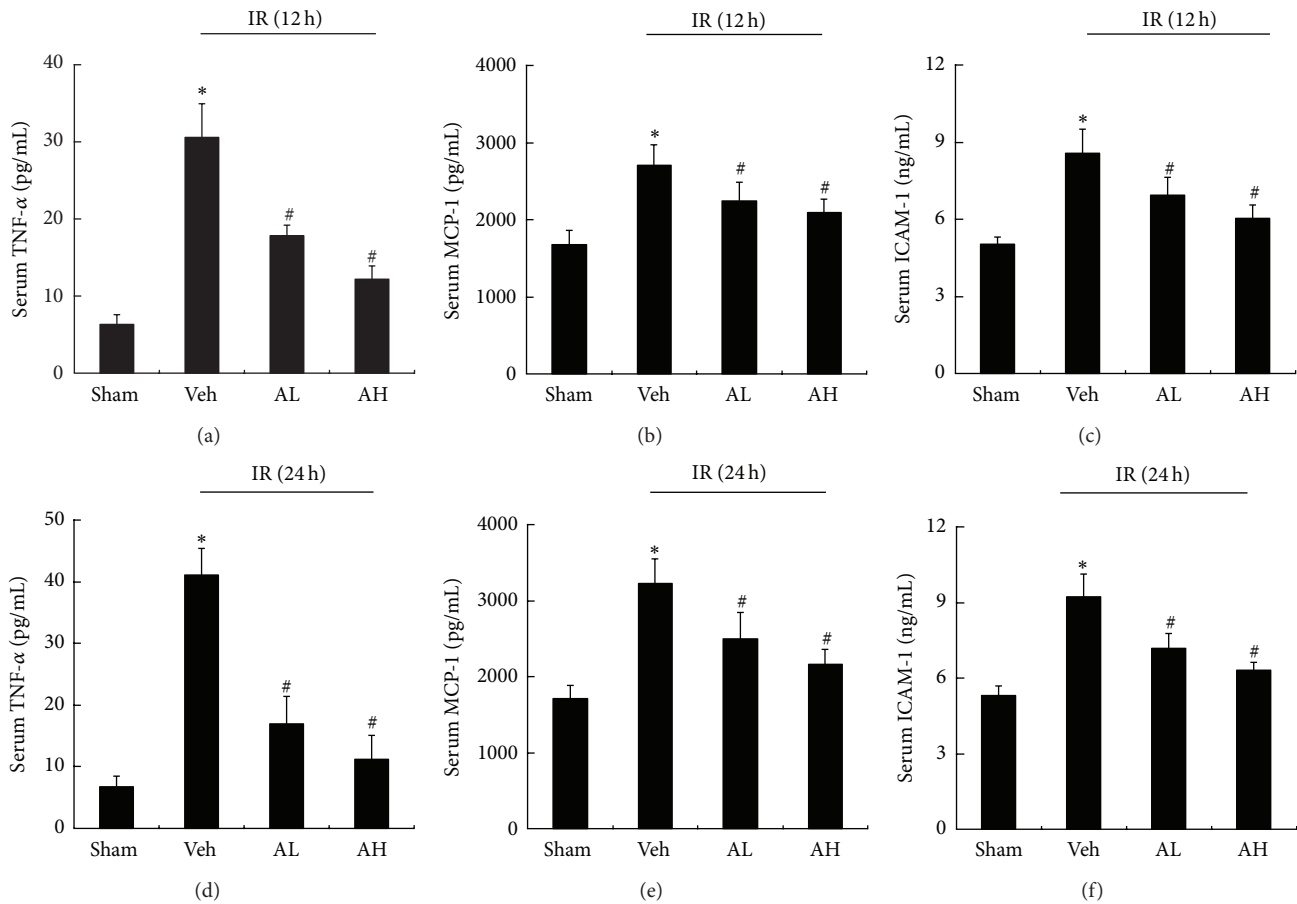 IR (12 h)
60
40
30
20
10
0
Serum TNF-α (pg/mL)
*
#
#
Sham Veh AL AH
(a)
IR (12 h)
4000
3000
2000
1000
0
Serum MCP-1 (pg/mL)
*
#
#
Sham Veh AL AH
(b)
IR (12 h)
12
9
6
3
0
Serum ICAM-1 (ng/mL)
*
#
#
Sham Veh AL AH
(c)
IR (24 h)
50
40
30
20
10
0
Serum TNF-α (pg/mL)
*
#
#
Sham Veh AL AH
(d)
IR (24 h)
4000
3000
2000
1000
0
Serum MCP-1 (pg/mL)
*
#
#
Sham Veh AL AH
(e)
IR (24 h)
12
9
6
3
0
Serum ICAM-1 (ng/mL)
*
#
#
Sham Veh AL AH
(f)